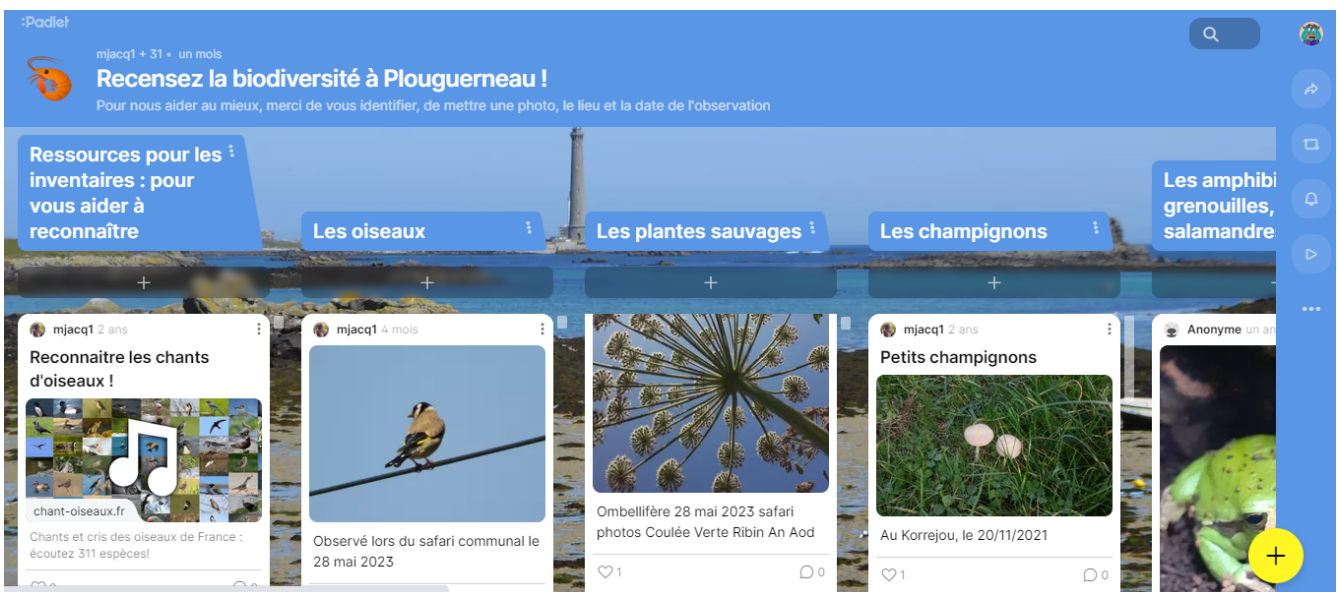 :Padlet
mjacq1 + 31 • un mois
Recensez la biodiversité à Plouguerneau !
Pour nous aider au mieux, merci de vous identifier, de mettre une photo, le lieu et la date de l'observation
Ressources pour les
inventaires : pour
vous aider à
reconnaître
Les oiseaux
Les plantes sauvages
Les champignons
Les amphibi
grenouilles,
salamandre
mjacq1 2 ans
Reconnaitre les chants
d'oiseaux !
chant-oiseaux.fr
Chants et cris des oiseaux de France :
écoutez 311 espèces!
mjacq1 4 mois
Observé lors du safari communal le
28 mai 2023
Ombellifère 28 mai 2023 safari
photos Coulée Verte Ribin An Aod
1
0
mjacq1 2 ans
Petits champignons
Au Korrejou, le 20/11/2021
1
0
Anonyme un an